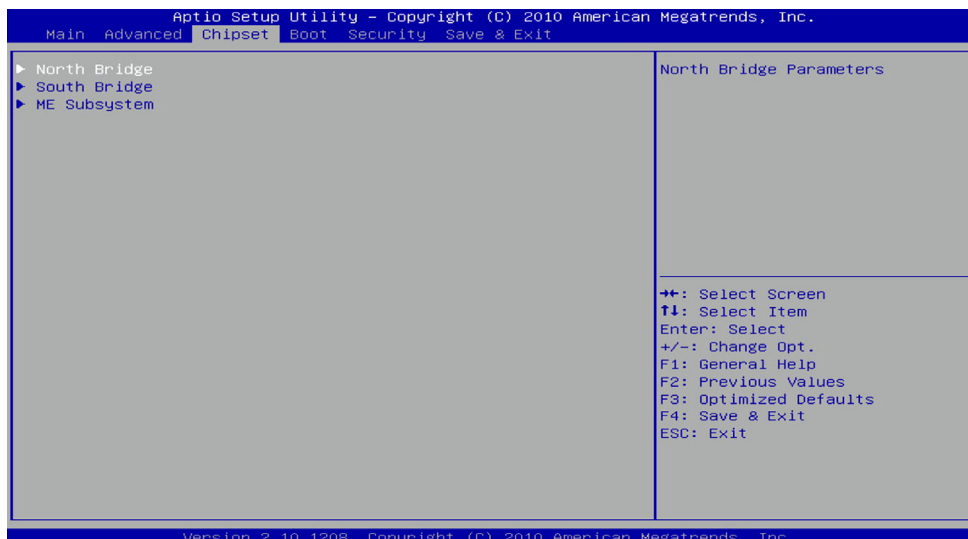 Aptio Setup Utility – Copyright (C) 2010 American Megatrends, Inc.
Main Advanced Chipset Boot Security Save & Exit
► North Bridge
► South Bridge
► ME Subsystem
North Bridge Parameters
→←: Select Screen
↑↓: Select Item
Enter: Select
+/-: Change Opt.
F1: General Help
F2: Previous Values
F3: Optimized Defaults
F4: Save & Exit
ESC: Exit
Version 2.10.1208. Copyright (C) 2010 American Megatrends, Inc.